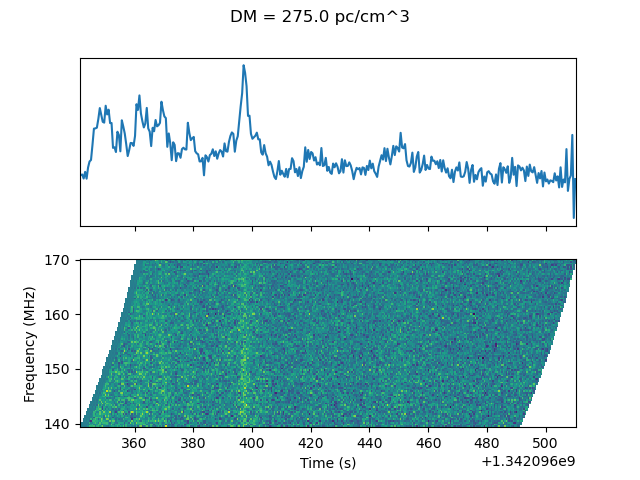 DM = 275.0 pc/cm^3
170
160
150
140
Frequency (MHz)
360 380 400 420 440 460 480 500
Time (s)
+1.342096e9